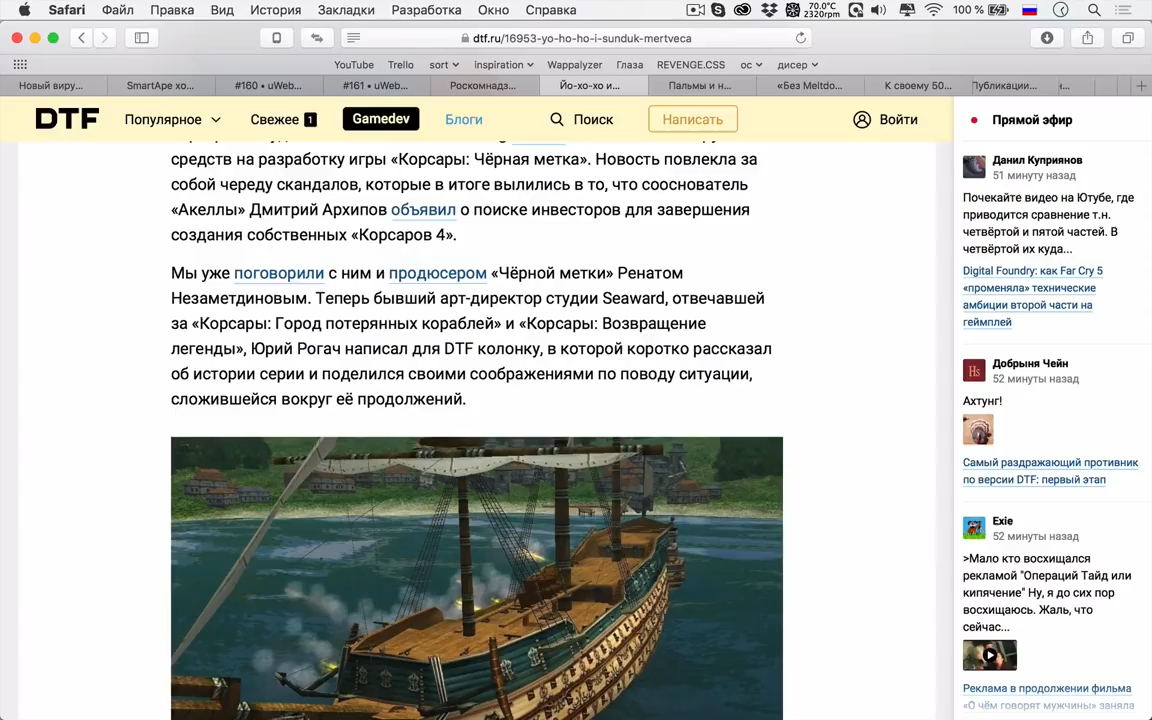 Safari Файл Правка Вид История Закладки Разработка Окно Справка 70.0°C 2320rpm 100 %
dtf.ru/16953-yo-ho-ho-i-sunduk-mertveca
YouTube Trello sort inspiration Wappalyzer Глаза REVENGE.CSS ос дисер
Новый виру... SmartApe хо... #160 • uWeb... #161 • uWeb... Роскомнадз... Йо-хо-хо и... Пальмы и н... «Без Meltdo... К своему 50... Публикации...
DTF Популярное Свежее 1 Gamedev Блоги Поиск Написать Войти
средств на разработку игры «Корсары: Чёрная метка». Новость повлекла за
собой череду скандалов, которые в итоге вылились в то, что сооснователь
«Акеллы» Дмитрий Архипов объявил о поиске инвесторов для завершения
создания собственных «Корсаров 4».
Мы уже поговорили с ним и продюсером «Чёрной метки» Ренатом
Незаметдиновым. Теперь бывший арт-директор студии Seaward, отвечавшей
за «Корсары: Город потерянных кораблей» и «Корсары: Возвращение
легенды», Юрий Рогач написал для DTF колонку, в которой коротко рассказал
об истории серии и поделился своими соображениями по поводу ситуации,
сложившейся вокруг её продолжений.
Прямой эфир
Данил Куприянов
51 минуту назад
Почекайте видео на Ютубе, где
приводится сравнение т.н.
четвёртой и пятой частей. В
четвёртой их куда...
Digital Foundry: как Far Cry 5
«променяла» технические
амбиции второй части на
геймплей
Добрыня Чейн
52 минуты назад
Ахтунг!
Самый раздражающий противник
по версии DTF: первый этап
Exie
52 минуты назад
>Мало кто восхищался
рекламой "Операций Тайд или
кипячение" Ну, я до сих пор
восхищаюсь. Жаль, что
сейчас...
Реклама в продолжении фильма
«О чём говорят мужчины» заняла